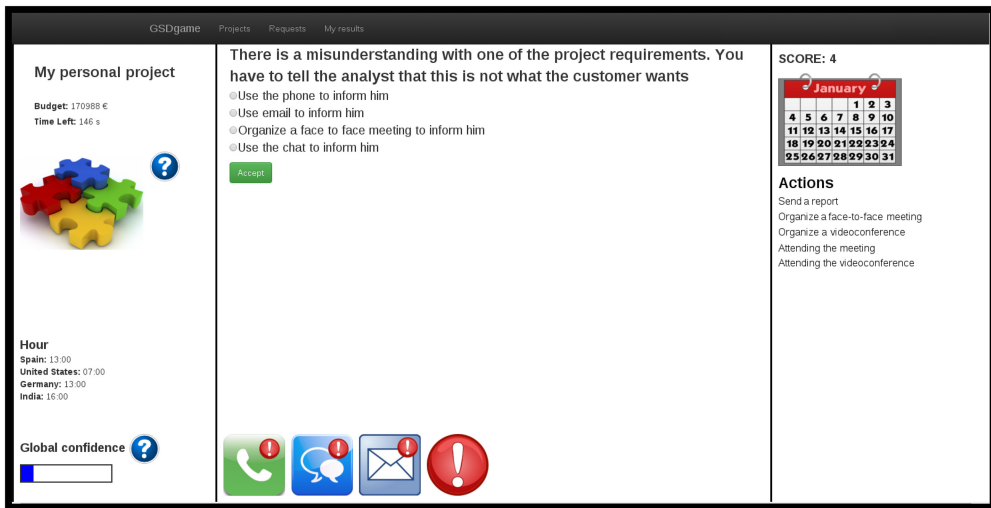 GSDgame Projects Requests My results
My personal project
Budget: 170988 €
Time Left: 146 s
?
Hour
Spain: 13:00
United States: 07:00
Germany: 13:00
India: 16:00
Global confidence ?
There is a misunderstanding with one of the project requirements. You
have to tell the analyst that this is not what the customer wants
Use the phone to inform him
Use email to inform him
Organize a face to face meeting to inform him
Use the chat to inform him
Accept
! ! ! !
SCORE: 4
January
1 2 3
4 5 6 7 8 9 10
11 12 13 14 15 16 17
18 19 20 21 22 23 24
25 26 27 28 29 30 31
Actions
Send a report
Organize a face-to-face meeting
Organize a videoconference
Attending the meeting
Attending the videoconference